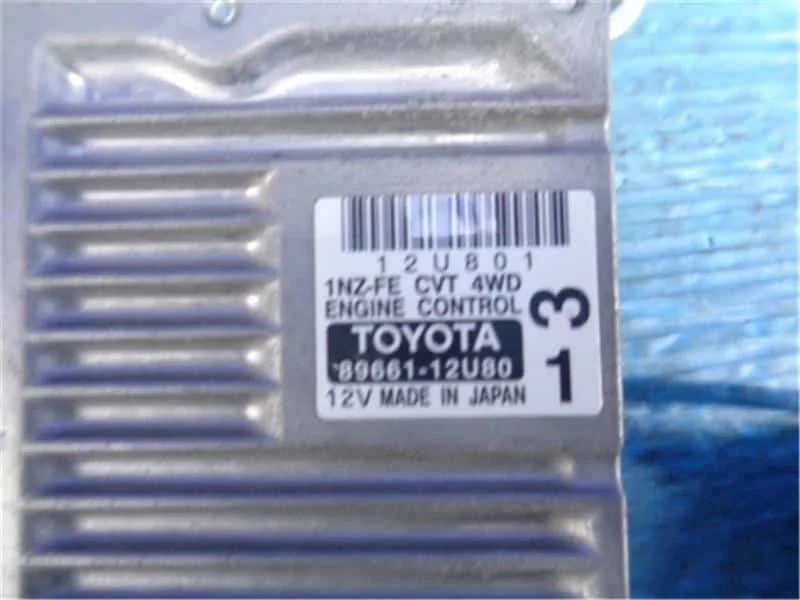 12U801
1NZ-FE CVT 4WD
ENGINE CONTROL
TOYOTA
89661-12U80
12V MADE IN JAPAN
3
1